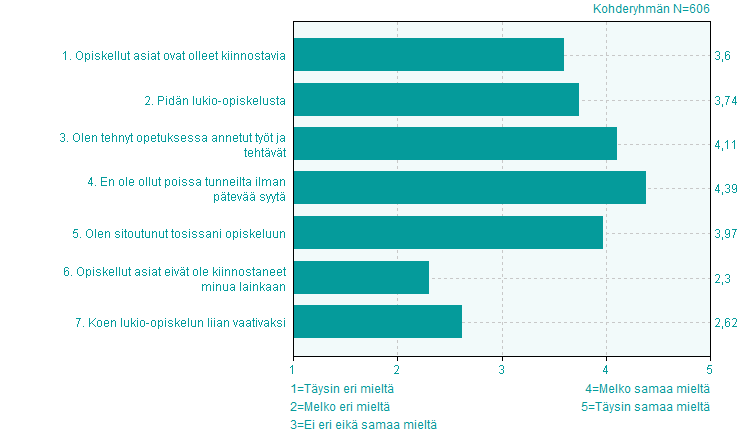 Kohderyhmän N=606
1. Opiskellut asiat ovat olleet kiinnostavia
3,6
2. Pidän lukio-opiskelusta
3,74
3. Olen tehnyt opetuksessa annetut työt ja
tehtävät
4,11
4. En ole ollut poissa tunneilta ilman
pätevää syytä
4,39
5. Olen sitoutunut tosissani opiskeluun
3,97
6. Opiskellut asiat eivät ole kiinnostaneet
minua lainkaan
2,3
7. Koen lukio-opiskelun liian vaativaksi
2,62
1 2 3 4 5
1=Täysin eri mieltä
2=Melko eri mieltä
3=Ei eri eikä samaa mieltä
4=Melko samaa mieltä
5=Täysin samaa mieltä